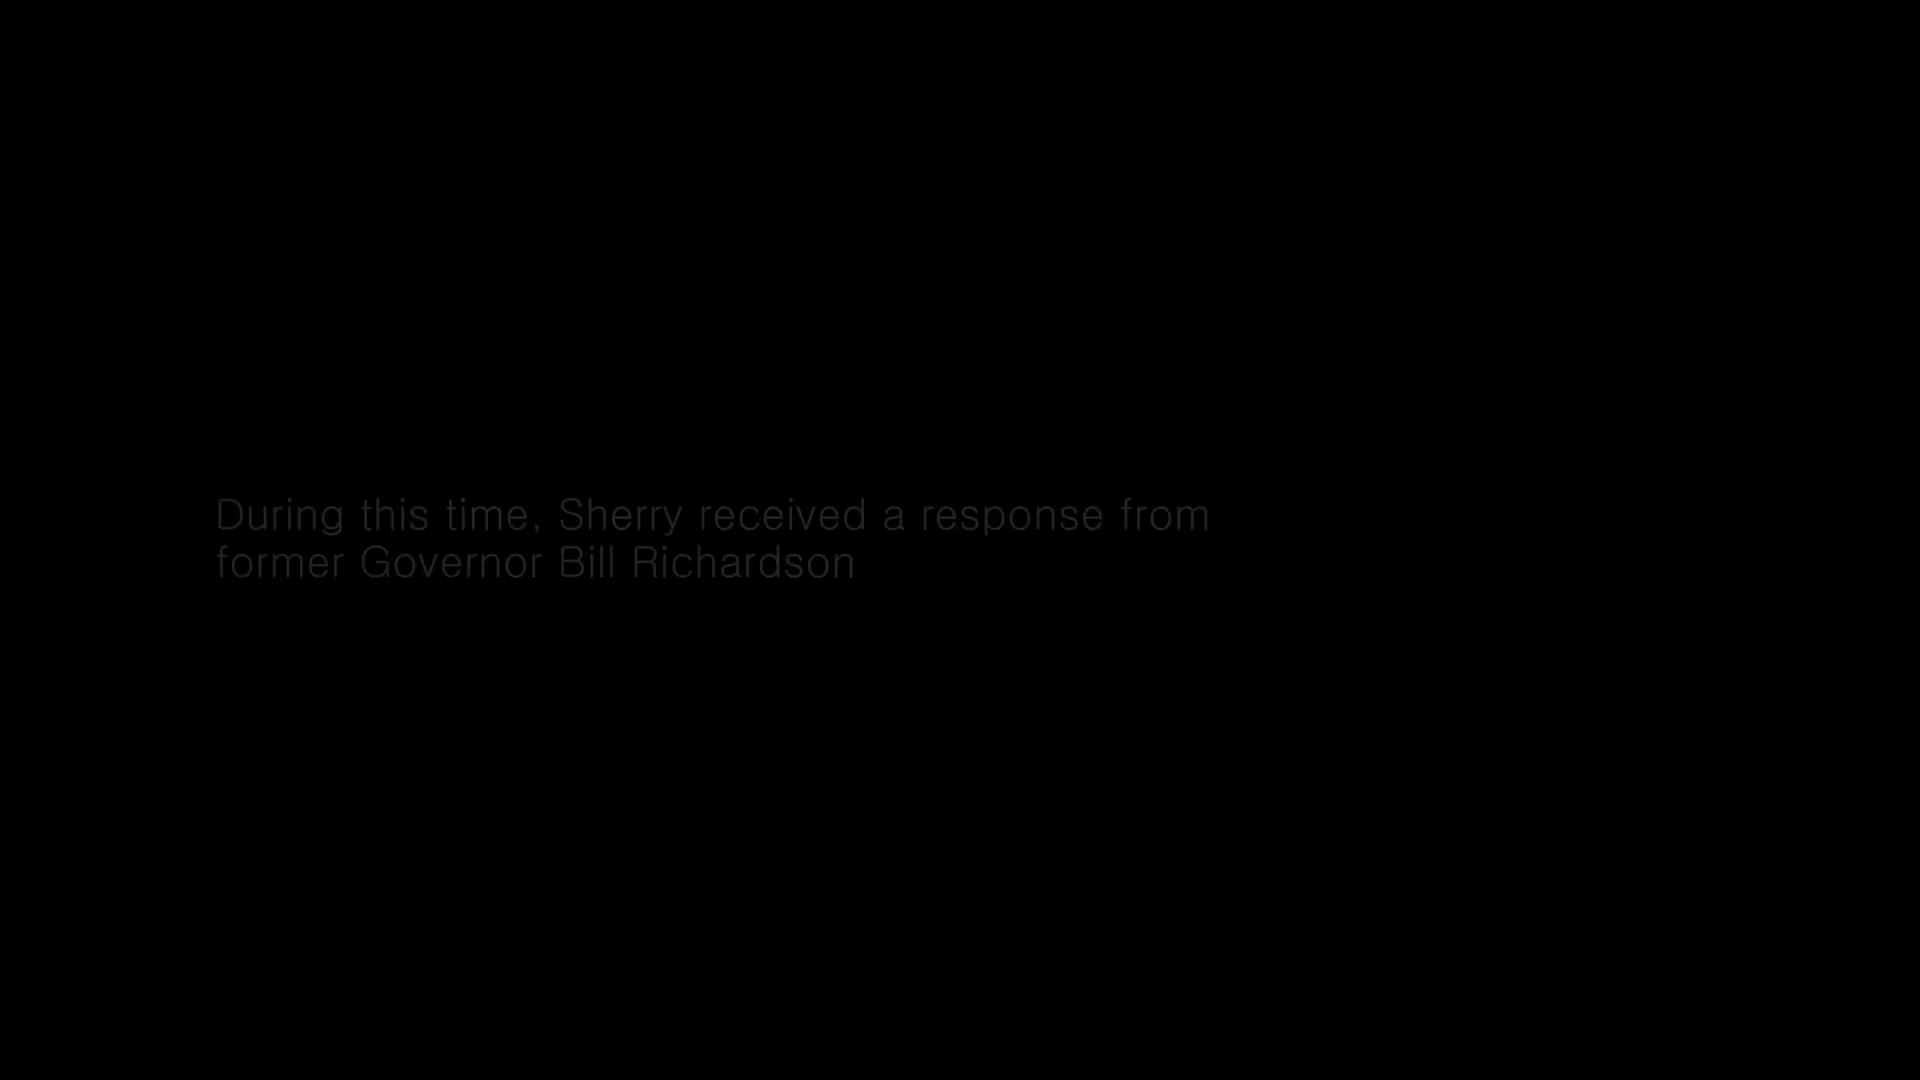 During this time, Sherry received a response from
former Governor Bill Richardson